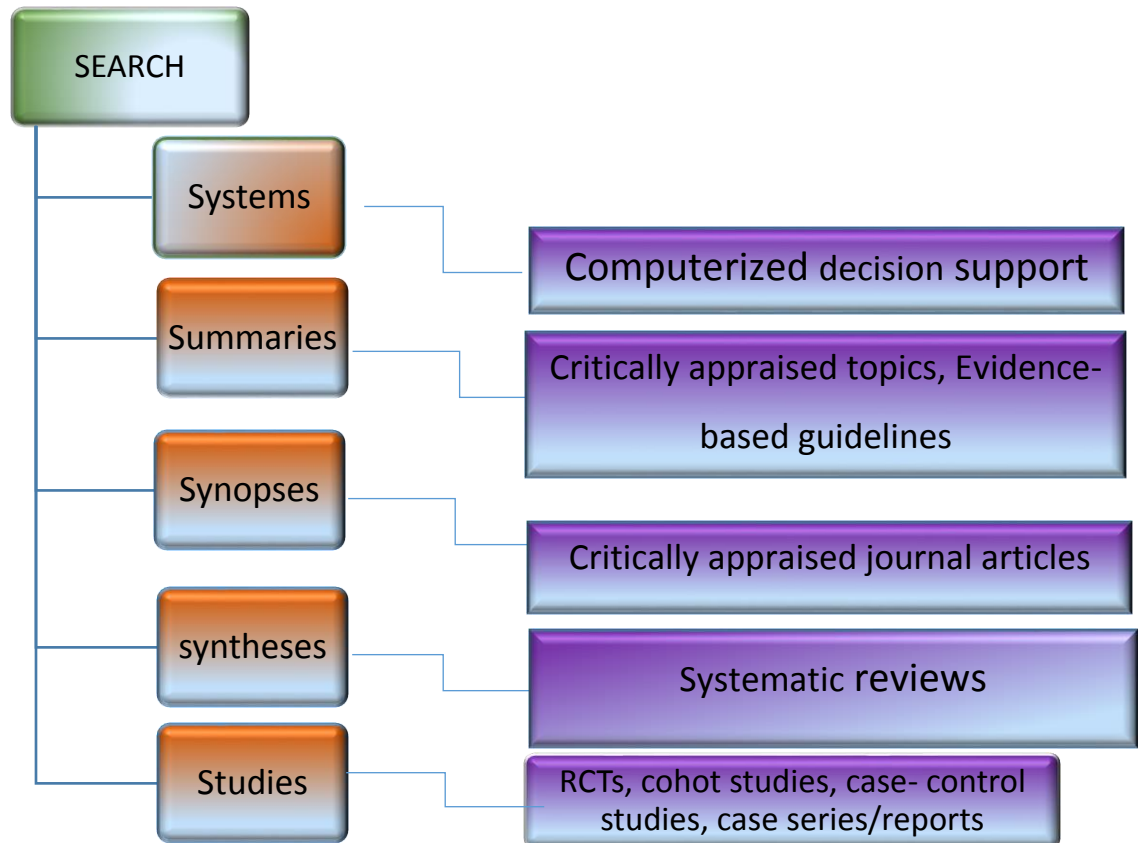 SEARCH
Systems
Computerized decision support
Summaries
Critically appraised topics, Evidence-
based guidelines
Synopses
Critically appraised journal articles
syntheses
Systematic reviews
Studies
RCTs, cohot studies, case- control
studies, case series/reports